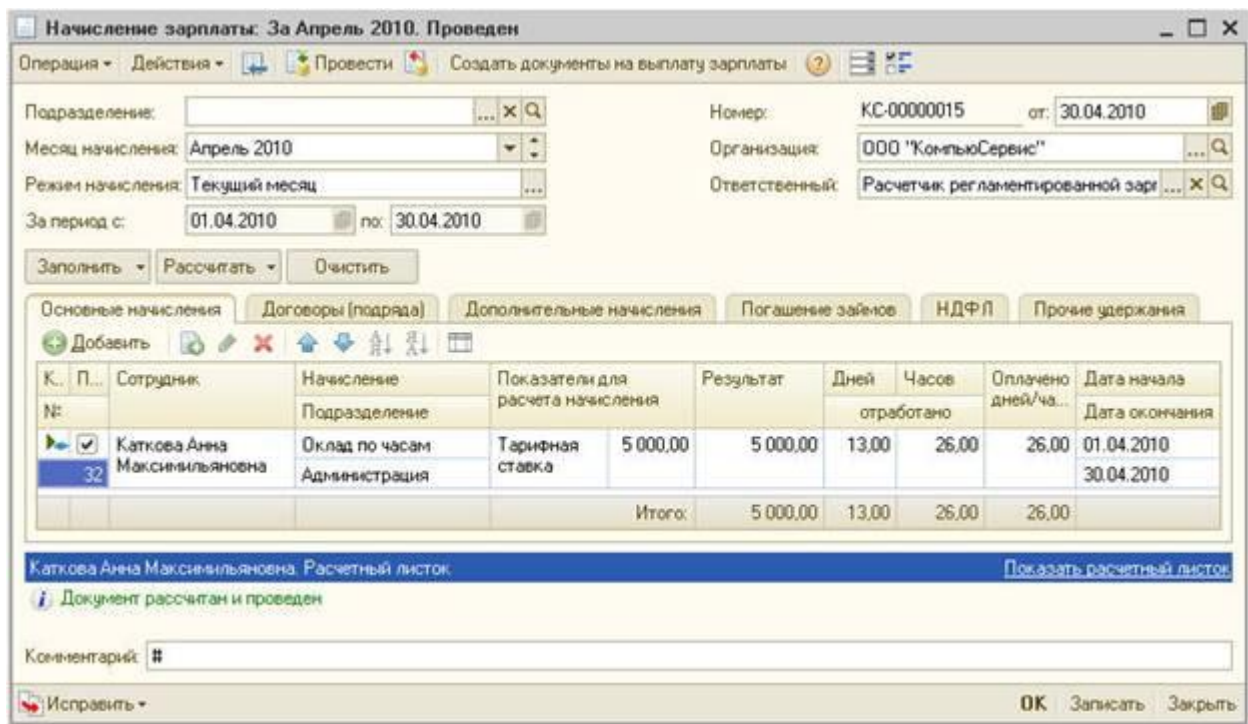 Начисление зарплаты: За Апрель 2010. Проведен
Операция Действия Провести Создать документы на выплату зарплаты ?
Подразделение: ... Номер: КС-00000015 от: 30.04.2010
Месяц начисления: Апрель 2010 Организация: ООО "КомпьюСервис" ...
Режим начисления: Текущий месяц ... Ответственный: Расчетчик регламентированной зарг ...
За период с: 01.04.2010 по: 30.04.2010
Заполнить Рассчитать Очистить
Основные начисления Договоры (подряда) Дополнительные начисления Погашение займов НДФЛ Прочие удержания
Добавить
К... П... Сотрудник Начисление Показатели для Результат Дней Часов Оплачено Дата начала
расчета начисления дней/ча...
№ Подразделение отработано Дата окончания
Каткова Анна Оклад по часам Тарифная 5 000,00 5 000,00 13,00 26,00 26,00 01.04.2010
32 Максимильяновна Администрация ставка 30.04.2010
Итого: 5 000,00 13,00 26,00 26,00
Каткова Анна Максимильяновна. Расчетный листок Показать расчетный листок
i Документ рассчитан и проведен
Комментарий: #
Исправить OK Записать Закрыть